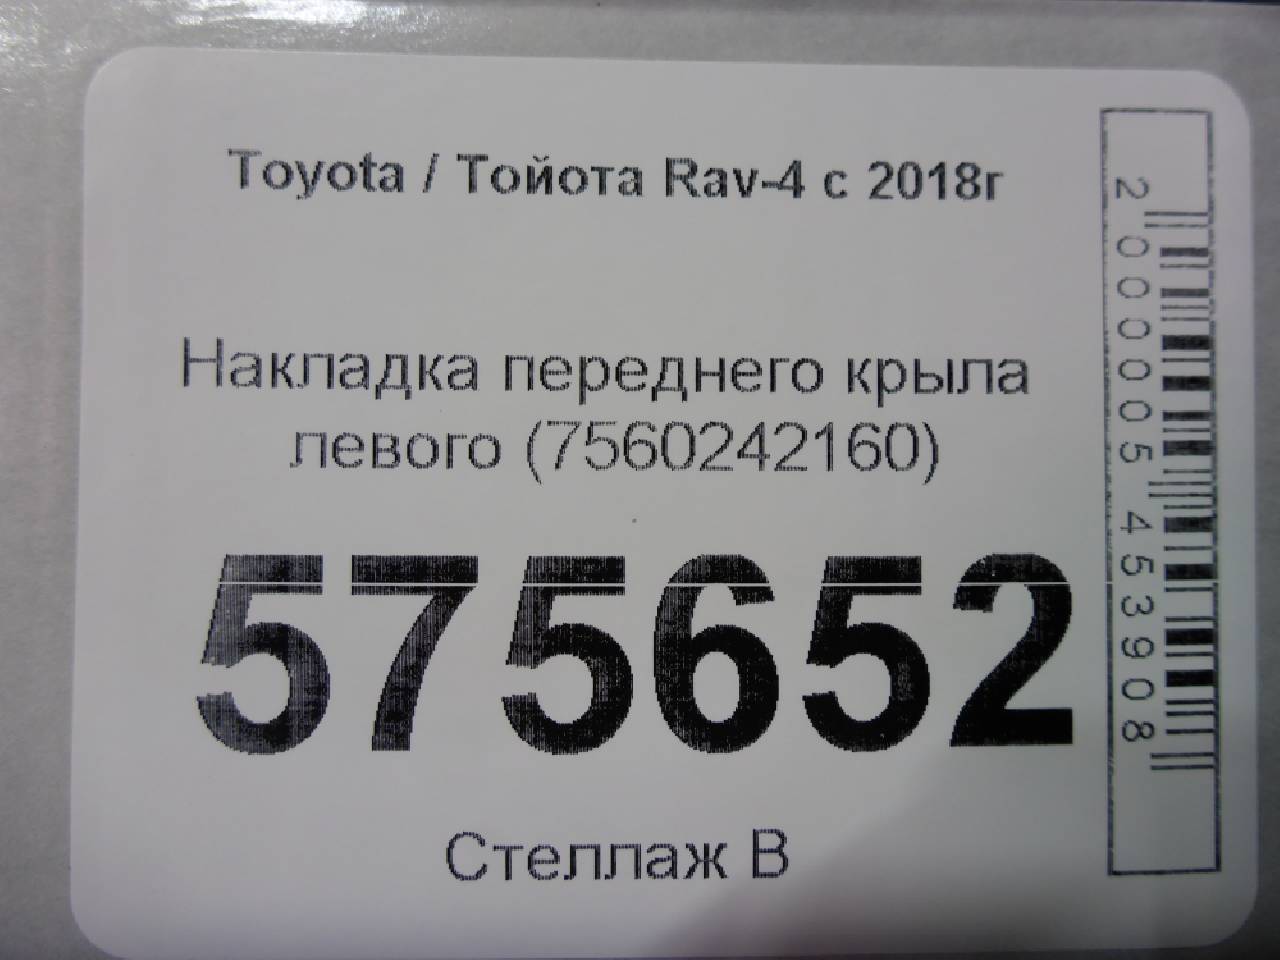 Toyota / Тойота Rav-4 с 2018г
Накладка переднего крыла
левого (7560242160)
575652
Стеллаж В
2000005453908